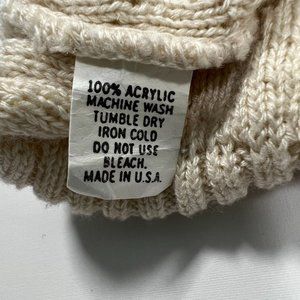 100% ACRYLIC
MACHINE WASH
TUMBLE DRY
IRON COLD
DO NOT USE
BLEACH.
MADE IN U.S.A.